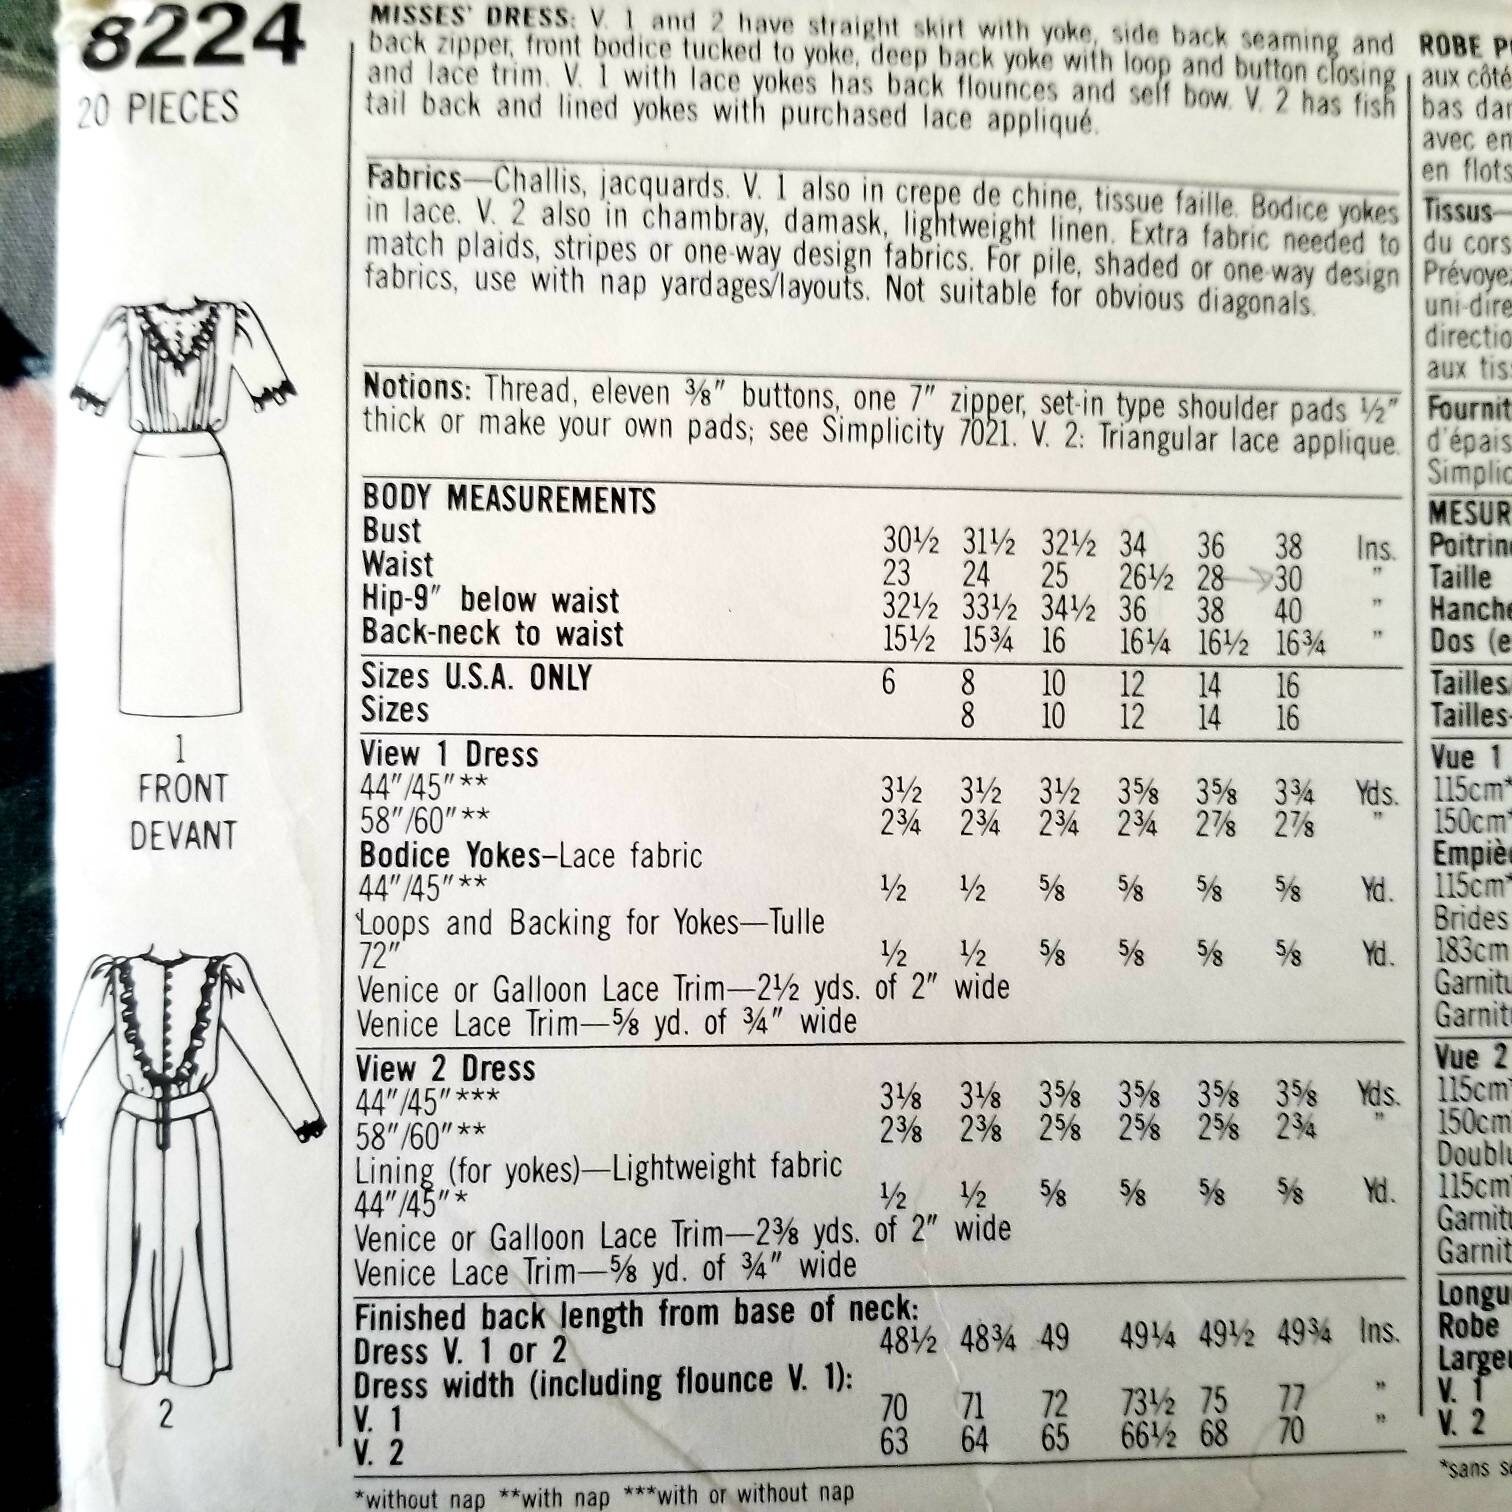 8224
20 PIECES
MISSES' DRESS: V. 1 and 2 have straight skirt with yoke, side back seaming and
back zipper, front bodice tucked to yoke, deep back yoke with loop and button closing
and lace trim. V. 1 with lace yokes has back flounces and self bow. V. 2 has fish
tail back and lined yokes with purchased lace appliqué.
Fabrics—Challis, jacquards. V. 1 also in crepe de chine, tissue faille. Bodice yokes
in lace. V. 2 also in chambray, damask, lightweight linen. Extra fabric needed to
match plaids, stripes or one-way design fabrics. For pile, shaded or one-way design
fabrics, use with nap yardages/layouts. Not suitable for obvious diagonals.
Notions: Thread, eleven ⅜" buttons, one 7" zipper, set-in type shoulder pads ½"
thick or make your own pads; see Simplicity 7021. V. 2: Triangular lace applique.
BODY MEASUREMENTS
Bust 30½ 31½ 32½ 34 36 38 Ins.
Waist 23 24 25 26½ 28 30 "
Hip-9" below waist 32½ 33½ 34½ 36 38 40 "
Back-neck to waist 15½ 15¾ 16 16¼ 16½ 16¾ "
Sizes U.S.A. ONLY 6 8 10 12 14 16
Sizes 8 10 12 14 16
View 1 Dress
44"/45"** 3½ 3½ 3½ 3⅝ 3⅝ 3¾ Yds.
58"/60"** 2¾ 2¾ 2¾ 2¾ 2⅞ 2⅞ "
Bodice Yokes—Lace fabric
44"/45"** ½ ½ ⅝ ⅝ ⅝ ⅝ Yd.
Loops and Backing for Yokes—Tulle
72" ½ ½ ⅝ ⅝ ⅝ ⅝ Yd.
Venice or Galloon Lace Trim—2½ yds. of 2" wide
Venice Lace Trim—⅝ yd. of ¾" wide
View 2 Dress
44"/45"*** 3⅛ 3⅛ 3⅝ 3⅝ 3⅝ 3⅝ Yds.
58"/60"** 2⅜ 2⅜ 2⅝ 2⅝ 2⅝ 2¾ "
Lining (for yokes)—Lightweight fabric
44"/45"* ½ ½ ⅝ ⅝ ⅝ ⅝ Yd.
Venice or Galloon Lace Trim—2⅜ yds. of 2" wide
Venice Lace Trim—⅝ yd. of ¾" wide
Finished back length from base of neck:
Dress V. 1 or 2 48½ 48¾ 49 49¼ 49½ 49¾ Ins.
Dress width (including flounce V. 1):
V. 1 70 71 72 73½ 75 77 "
V. 2 63 64 65 66½ 68 70 "
*without nap **with nap ***with or without nap
1
FRONT
DEVANT
2
ROBE
aux côté
bas
avec en
en flots
Tissus—
du cors
Prévoye
uni-dire
directio
aux
Fournit
d'épais
Simplic
MESUR
Poitrin
Taille
Hanche
Dos (e
Tailles
Tailles
Vue 1
115cm*
150cm*
Empiè
115cm*
Brides
183cm
Garnit
Garnit
Vue 2
115cm
150cm
Doublu
115cm
Garnit
Garnit
Longu
Robe
Large
V. 1
V. 2
*sans